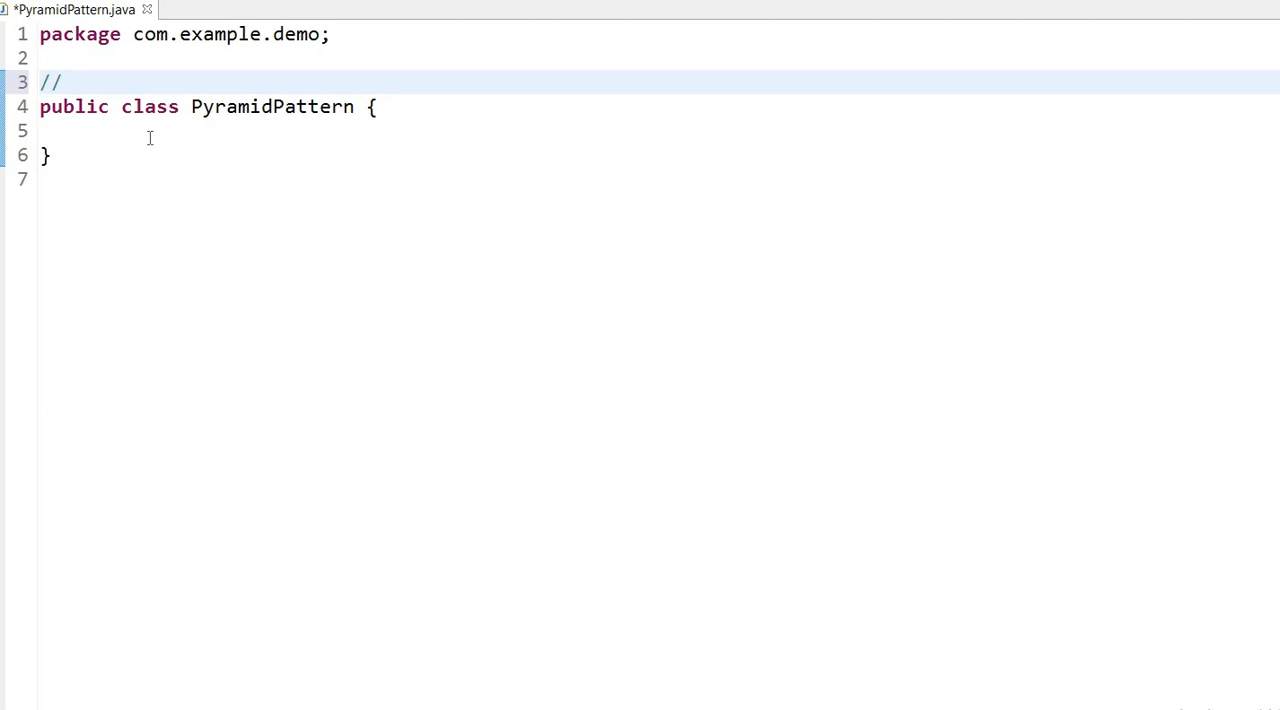 *PyramidPattern.java
1 package com.example.demo;
2
3 //
4 public class PyramidPattern {
5
6 }
7